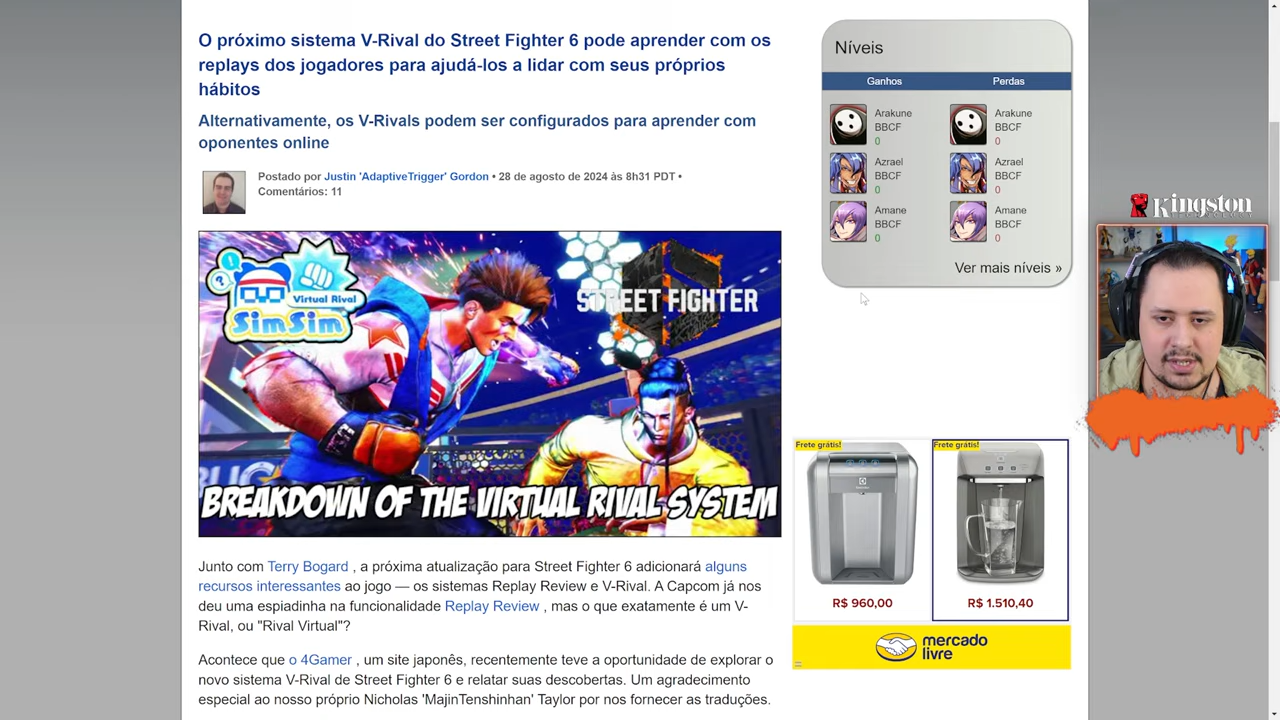 O próximo sistema V-Rival do Street Fighter 6 pode aprender com os
replays dos jogadores para ajudá-los a lidar com seus próprios
hábitos
Alternativamente, os V-Rivals podem ser configurados para aprender com
oponentes online
Postado por Justin 'AdaptiveTrigger' Gordon • 28 de agosto de 2024 às 8h31 PDT •
Comentários: 11
Virtual Rival
SimSim
STREET FIGHTER
BREAKDOWN OF THE VIRTUAL RIVAL SYSTEM
Junto com Terry Bogard , a próxima atualização para Street Fighter 6 adicionará alguns
recursos interessantes ao jogo — os sistemas Replay Review e V-Rival. A Capcom já nos
deu uma espiadinha na funcionalidade Replay Review , mas o que exatamente é um V-
Rival, ou "Rival Virtual"?
Acontece que o 4Gamer , um site japonês, recentemente teve a oportunidade de explorar o
novo sistema V-Rival de Street Fighter 6 e relatar suas descobertas. Um agradecimento
especial ao nosso próprio Nicholas 'MajinTenshinhan' Taylor por nos fornecer as traduções.
Níveis
Ganhos Perdas
Arakune
BBCF
0
Arakune
BBCF
0
Azrael
BBCF
0
Azrael
BBCF
0
Amane
BBCF
0
Amane
BBCF
0
Ver mais níveis »
Frete grátis!
Frete grátis!
R$ 960,00
R$ 1.510,40
mercado
livre
Kingston